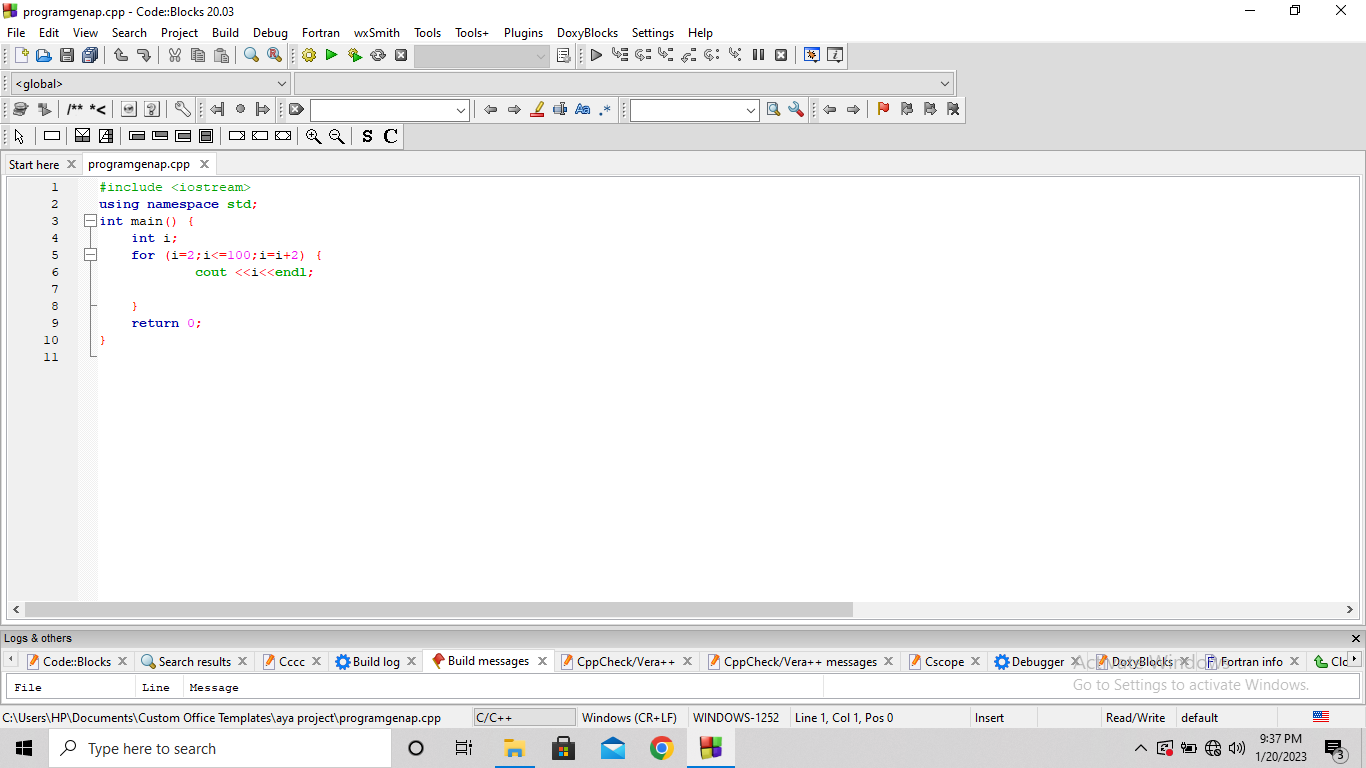 programgenap.cpp - Code::Blocks 20.03
File Edit View Search Project Build Debug Fortran wxSmith Tools Tools+ Plugins DoxyBlocks Settings Help
<global>
/** *<
S C
Start here programgenap.cpp
1 #include <iostream>
2 using namespace std;
3 int main() {
4 int i;
5 for (i=2;i<=100;i=i+2) {
6 cout <<i<<endl;
7
8 }
9 return 0;
10 }
11
Logs & others
Code::Blocks Search results Cccc Build log Build messages CppCheck/Vera++ CppCheck/Vera++ messages Cscope Debugger DoxyBlocks Fortran info Clo
Activate Windows
File Line Message
Go to Settings to activate Windows.
C:\Users\HP\Documents\Custom Office Templates\aya project\programgenap.cpp C/C++ Windows (CR+LF) WINDOWS-1252 Line 1, Col 1, Pos 0 Insert Read/Write default
Type here to search
9:37 PM
1/20/2023
3